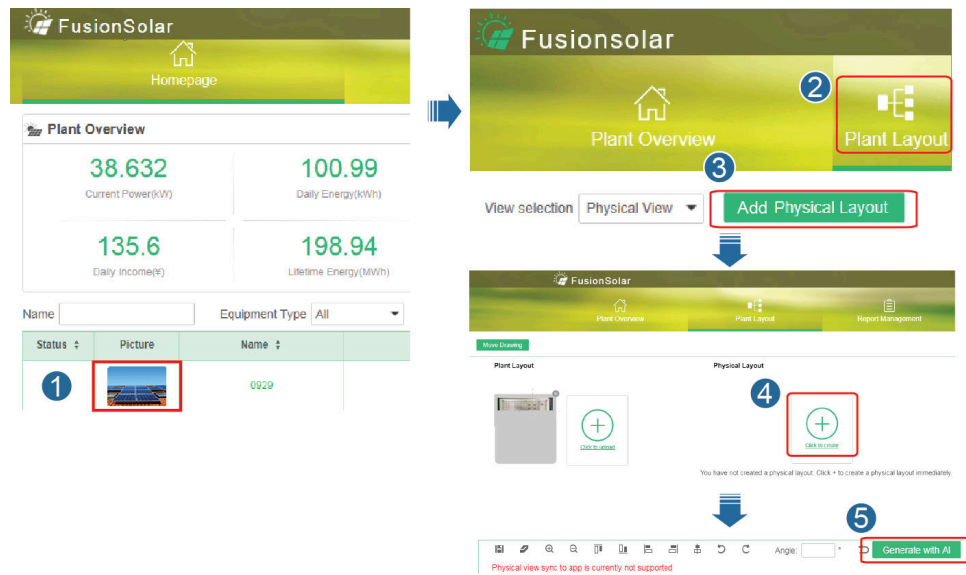 FusionSolar
Homepage
Plant Overview
38.632
100.99
Current Power(kW)
Daily Energy(kWh)
135.6
198.94
Daily Income(¥)
Lifetime Energy(MWh)
Name
Equipment Type All
Status Picture Name
1
0929
Fusionsolar
2
Plant Overview
Plant Layout
3
View selection Physical View
Add Physical Layout
FusionSolar
Plant Overview
Plant Layout
Report Management
Move Drawing
Plant Layout
Physical Layout
4
Click to upload
Click to create
You have not created a physical layout. Click + to create a physical layout immediately.
5
Angle: °
Generate with AI
Physical view sync to app is currently not supported